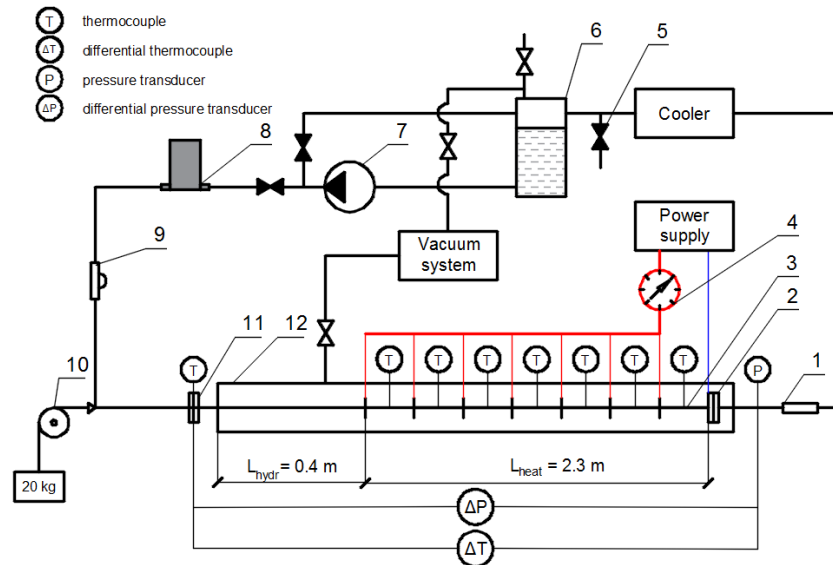 T thermocouple
ΔT differential thermocouple
P pressure transducer
ΔP differential pressure transducer
6
5
Cooler
8
7
Power
supply
4
9
Vacuum
system
3
2
11
12
T
T
T
T
T
T
T
T
P
1
10
20 kg
L_hydr = 0.4 m
L_heat = 2.3 m
ΔP
ΔT